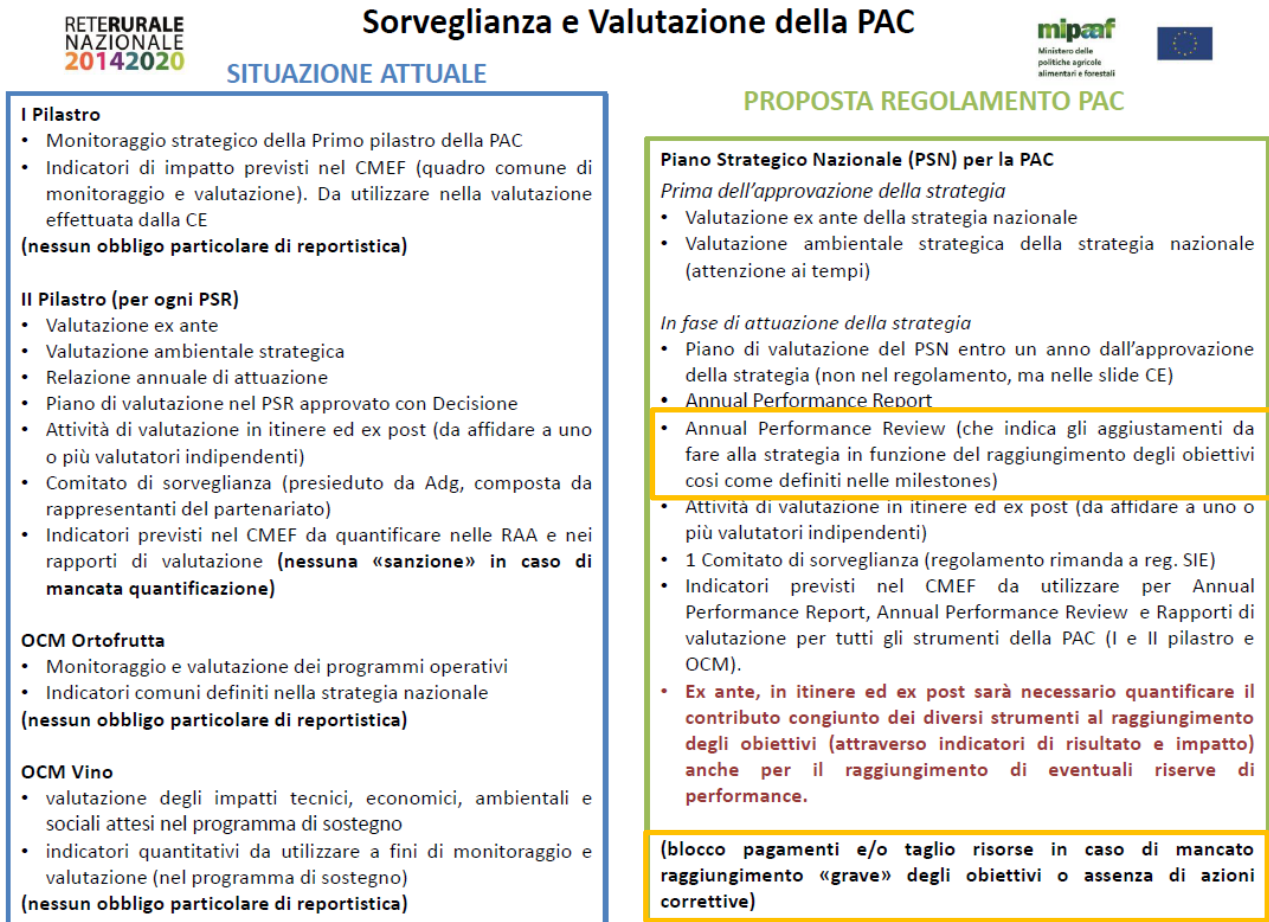 RETERURALE
NAZIONALE
20142020
Sorveglianza e Valutazione della PAC
mipaaf
Ministero delle
politiche agricole
alimentari e forestali
SITUAZIONE ATTUALE
I Pilastro
• Monitoraggio strategico della Primo pilastro della PAC
• Indicatori di impatto previsti nel CMEF (quadro comune di
monitoraggio e valutazione). Da utilizzare nella valutazione
effettuata dalla CE
(nessun obbligo particolare di reportistica)
II Pilastro (per ogni PSR)
• Valutazione ex ante
• Valutazione ambientale strategica
• Relazione annuale di attuazione
• Piano di valutazione nel PSR approvato con Decisione
• Attività di valutazione in itinere ed ex post (da affidare a uno
o più valutatori indipendenti)
• Comitato di sorveglianza (presieduto da Adg, composta da
rappresentanti del partenariato)
• Indicatori previsti nel CMEF da quantificare nelle RAA e nei
rapporti di valutazione (nessuna «sanzione» in caso di
mancata quantificazione)
OCM Ortofrutta
• Monitoraggio e valutazione dei programmi operativi
• Indicatori comuni definiti nella strategia nazionale
(nessun obbligo particolare di reportistica)
OCM Vino
• valutazione degli impatti tecnici, economici, ambientali e
sociali attesi nel programma di sostegno
• indicatori quantitativi da utilizzare a fini di monitoraggio e
valutazione (nel programma di sostegno)
(nessun obbligo particolare di reportistica)
PROPOSTA REGOLAMENTO PAC
Piano Strategico Nazionale (PSN) per la PAC
Prima dell'approvazione della strategia
• Valutazione ex ante della strategia nazionale
• Valutazione ambientale strategica della strategia nazionale
(attenzione ai tempi)
In fase di attuazione della strategia
• Piano di valutazione del PSN entro un anno dall'approvazione
della strategia (non nel regolamento, ma nelle slide CE)
• Annual Performance Report
• Annual Performance Review (che indica gli aggiustamenti da
fare alla strategia in funzione del raggiungimento degli obiettivi
cosi come definiti nelle milestones)
• Attività di valutazione in itinere ed ex post (da affidare a uno o
più valutatori indipendenti)
• 1 Comitato di sorveglianza (regolamento rimanda a reg. SIE)
• Indicatori previsti nel CMEF da utilizzare per Annual
Performance Report, Annual Performance Review e Rapporti di
valutazione per tutti gli strumenti della PAC (I e II pilastro e
OCM).
• Ex ante, in itinere ed ex post sarà necessario quantificare il
contributo congiunto dei diversi strumenti al raggiungimento
degli obiettivi (attraverso indicatori di risultato e impatto)
anche per il raggiungimento di eventuali riserve di
performance.
(blocco pagamenti e/o taglio risorse in caso di mancato
raggiungimento «grave» degli obiettivi o assenza di azioni
correttive)